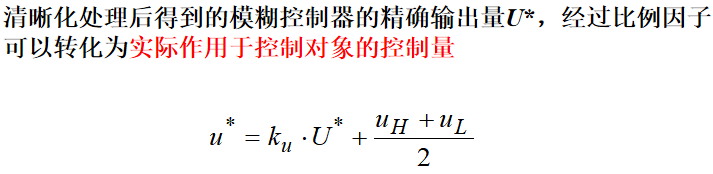 清晰化处理后得到的模糊控制器的精确输出量U*，经过比例因子
可以转化为实际作用于控制对象的控制量
u* = k_u · U* + (u_H + u_L) / 2